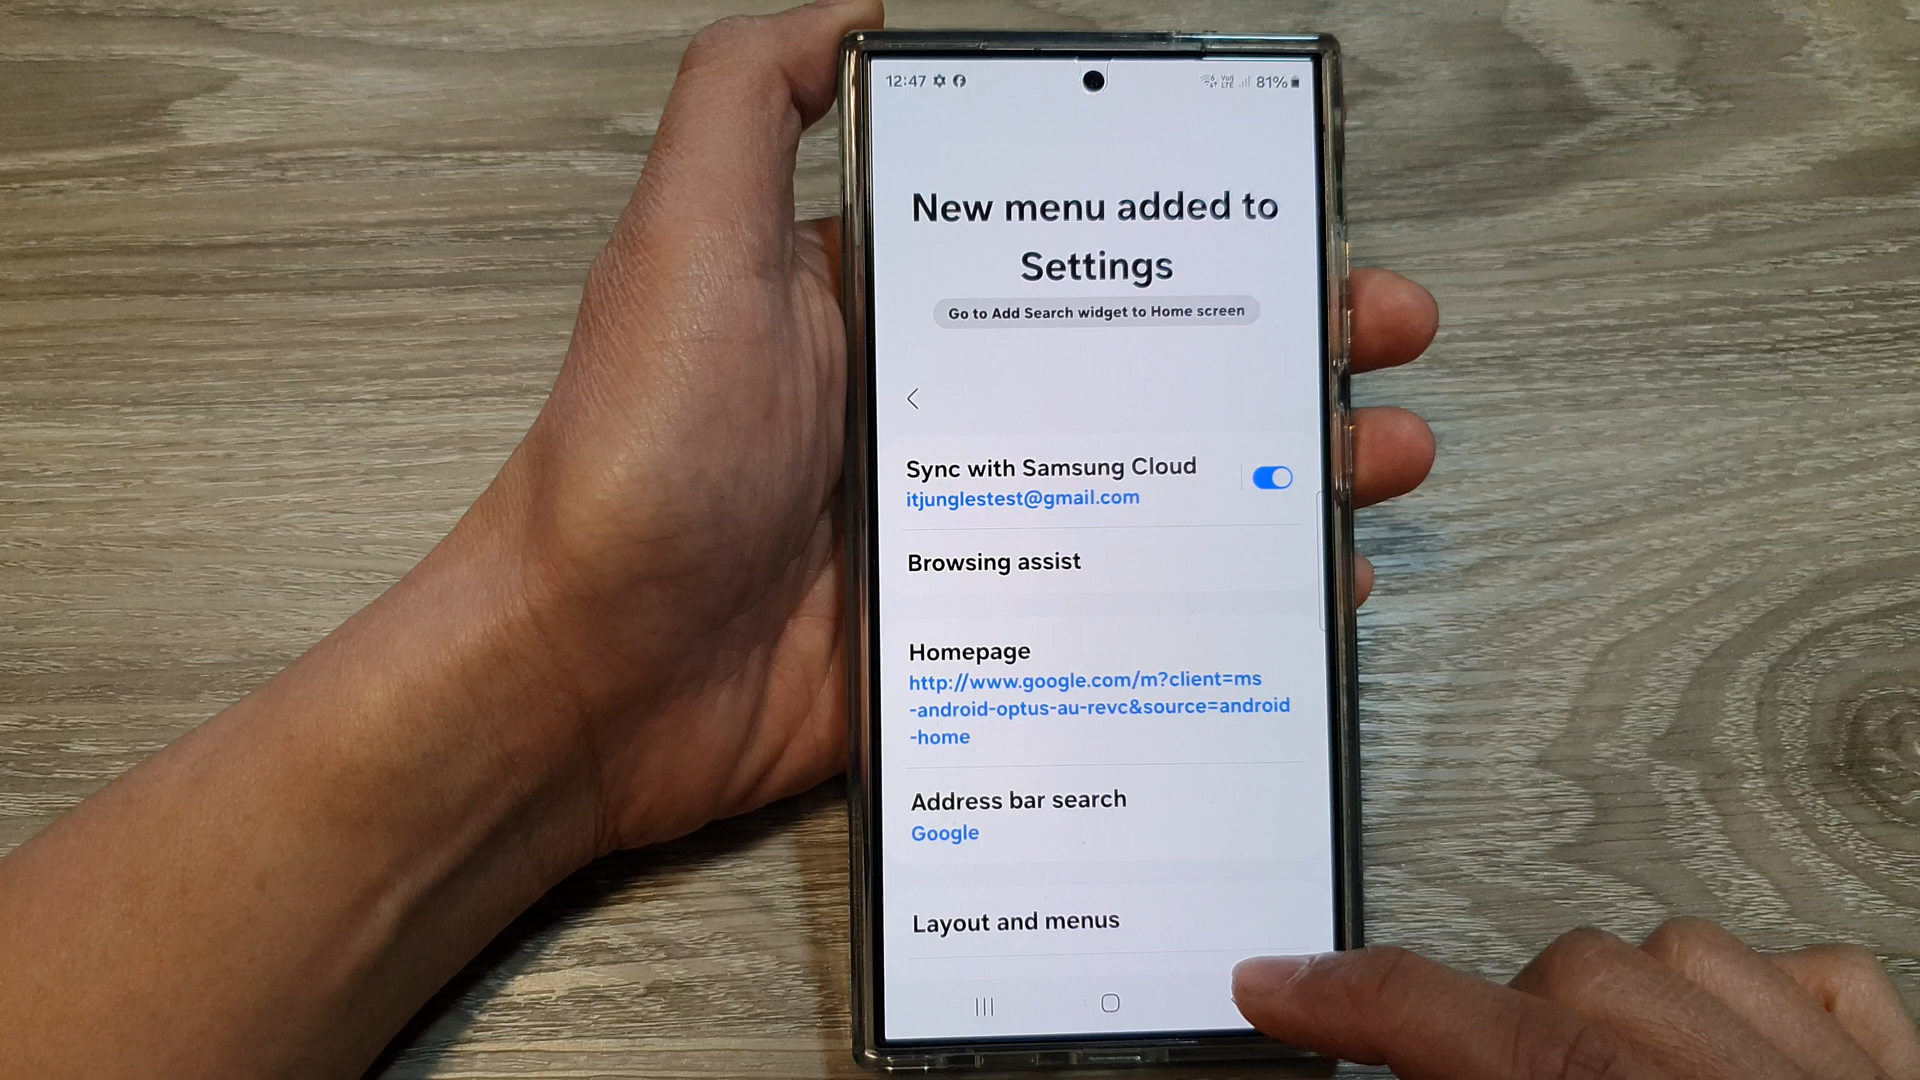 12:47
Vo)) LTE 81%
New menu added to
Settings
Go to Add Search widget to Home screen
Sync with Samsung Cloud
itjunglestest@gmail.com
Browsing assist
Homepage
http://www.google.com/m?client=ms
-android-optus-au-revc&source=android
-home
Address bar search
Google
Layout and menus